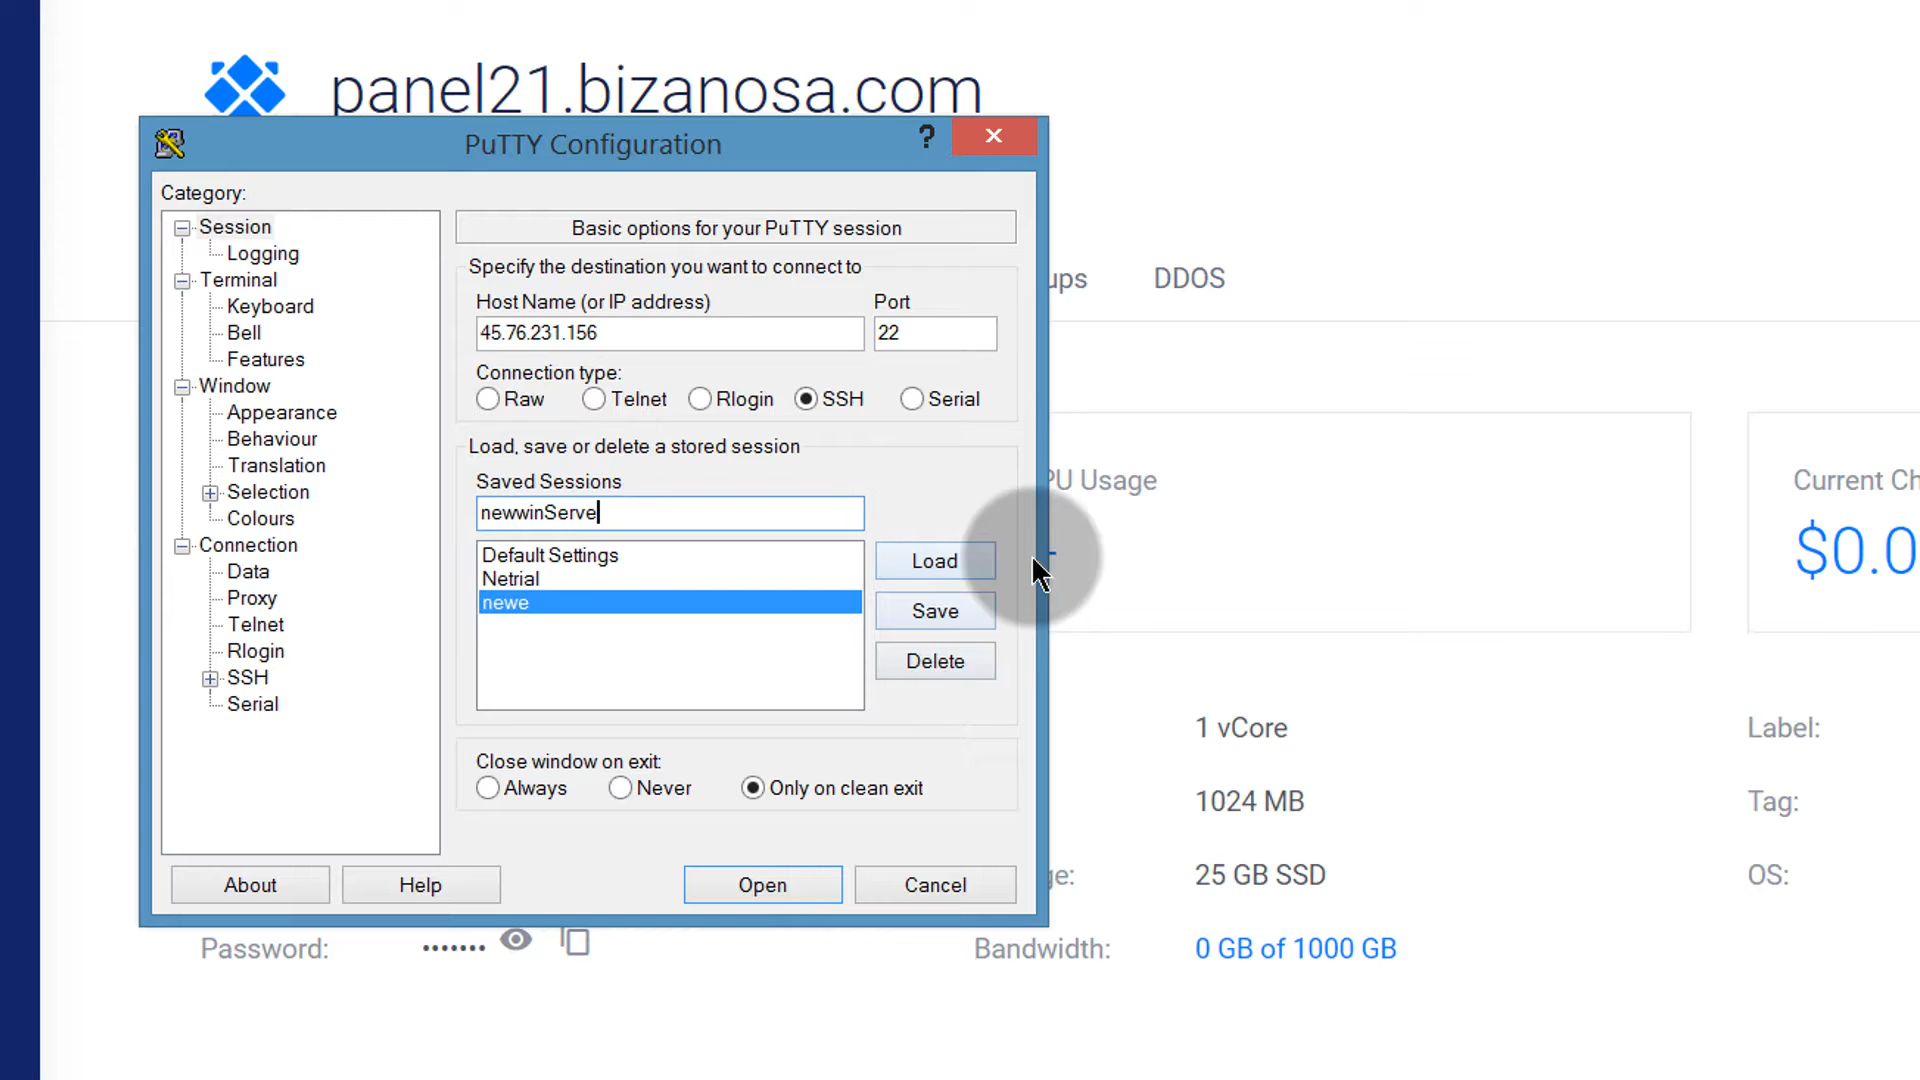 panel21.bizanosa.com
PuTTY Configuration
?
Category:
Session
Logging
Terminal
Keyboard
Bell
Features
Window
Appearance
Behaviour
Translation
Selection
Colours
Connection
Data
Proxy
Telnet
Rlogin
SSH
Serial
Basic options for your PuTTY session
Specify the destination you want to connect to
Host Name (or IP address) Port
45.76.231.156 22
Connection type:
Raw Telnet Rlogin SSH Serial
Load, save or delete a stored session
Saved Sessions
newwinServe
Default Settings
Netrial
newe
Load
Save
Delete
Close window on exit:
Always Never Only on clean exit
About Help Open Cancel
ups DDOS
PU Usage
Current Ch
$0.0
1 vCore Label:
1024 MB Tag:
ge: 25 GB SSD OS:
Password: ••••••• Bandwidth: 0 GB of 1000 GB